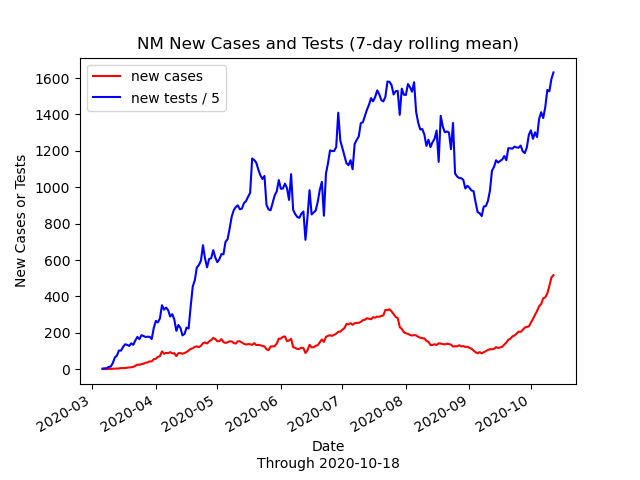 NM New Cases and Tests (7-day rolling mean)
new cases
new tests / 5
New Cases or Tests
1600
1400
1200
1000
800
600
400
200
0
2020-03
2020-04
2020-05
2020-06
2020-07
2020-08
2020-09
2020-10
Date
Through 2020-10-18